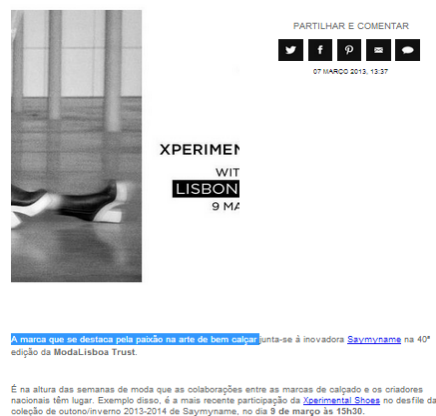 PARTILHAR E COMENTAR
07 MARÇO 2013, 13:37
XPERIMEN
WIT
LISBON
9 MA
A marca que se destaca pela paixão na arte de bem calçar junta-se à inovadora Saymyname na 40ª
edição da ModaLisboa Trust.
É na altura das semanas de moda que as colaborações entre as marcas de calçado e os criadores
nacionais têm lugar. Exemplo disso, é a mais recente participação da Xperimental Shoes no desfile da
coleção de outono/inverno 2013-2014 de Saymyname, no dia 9 de março às 15h30.